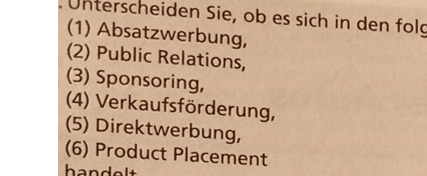 . Unterscheiden Sie, ob es sich in den folg
(1) Absatzwerbung,
(2) Public Relations,
(3) Sponsoring,
(4) Verkaufsförderung,
(5) Direktwerbung,
(6) Product Placement
handelt